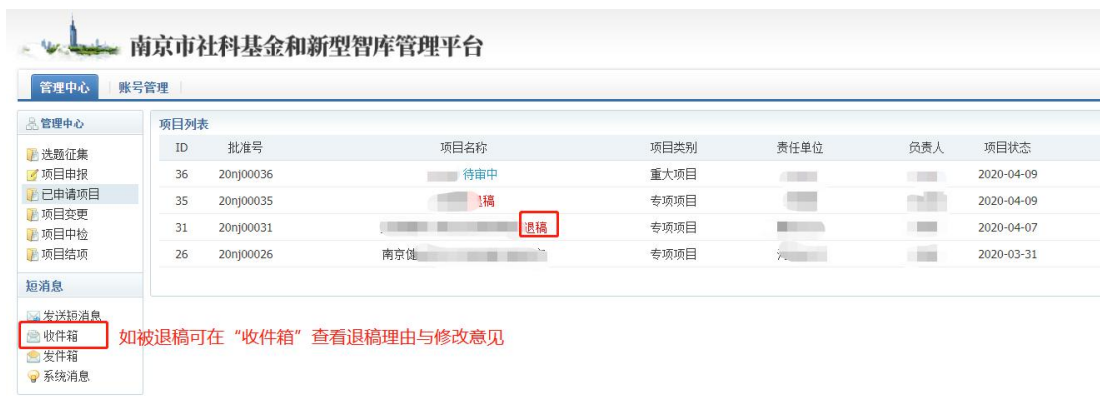 南京市社科基金和新型智库管理平台
管理中心 账号管理
管理中心
选题征集
项目申报
已申请项目
项目变更
项目中检
项目结项
短消息
发送短消息
收件箱
发件箱
系统消息
项目列表
ID 批准号 项目名称 项目类别 责任单位 负责人 项目状态
36 20nj00036 待审中 重大项目 2020-04-09
35 20nj00035 稿 专项项目 2020-04-09
31 20nj00031 退稿 专项项目 2020-04-07
26 20nj00026 南京 专项项目 2020-03-31
如被退稿可在“收件箱”查看退稿理由与修改意见